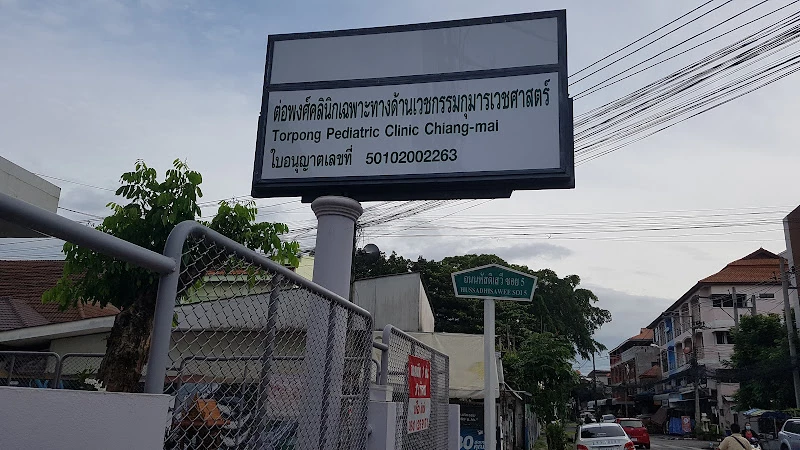 ต่อพงศ์คลินิกเฉพาะทางด้านเวชกรรมกุมารเวชศาสตร์
Torpong Pediatric Clinic Chiang-mai
ใบอนุญาตเลขที่ 50102002263
ถนนหัสดิเสวี ซอย 5
HUSSADHISAWEE SOI 5